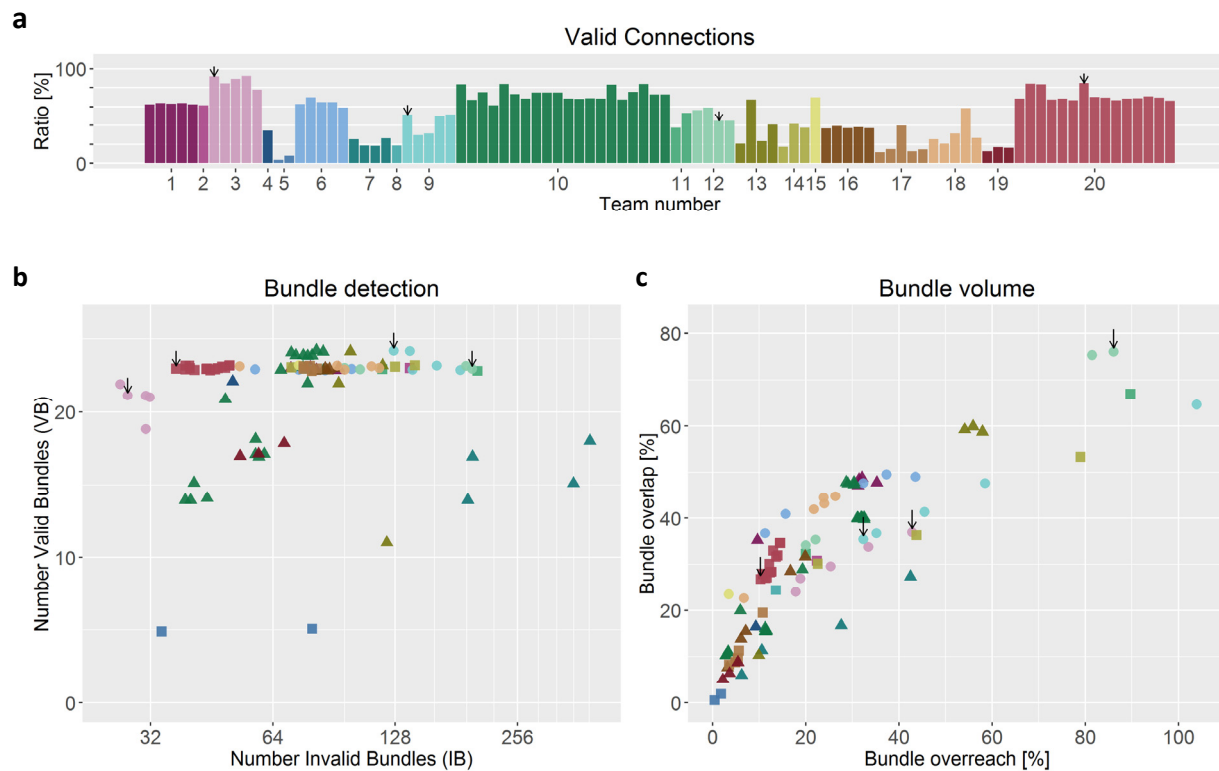 a
Valid Connections
Ratio [%]
100
0
1 2 3 4 5 6 7 8 9 10 11 12 13 14 15 16 17 18 19 20
Team number
b
Bundle detection
Number Valid Bundles (VB)
20
10
0
32 64 128 256
Number Invalid Bundles (IB)
c
Bundle volume
Bundle overlap [%]
80
60
40
20
0
0 20 40 60 80 100
Bundle overreach [%]